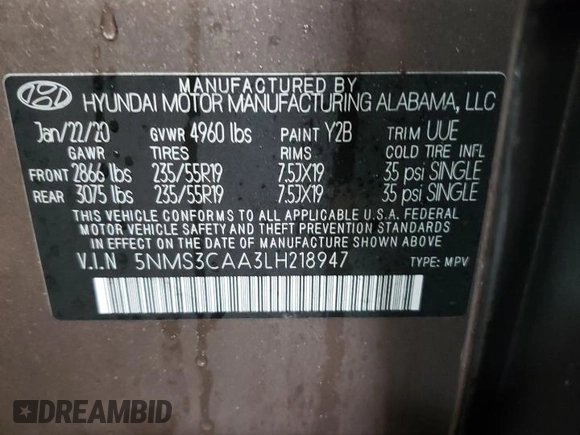 MANUFACTURED BY
HYUNDAI MOTOR MANUFACTURING ALABAMA, LLC
Jan/22/20 GVWR 4960 lbs PAINT Y2B TRIM UUE
GAWR TIRES RIMS COLD TIRE INFL
FRONT 2866 lbs 235/55R19 7.5JX19 35 psi SINGLE
REAR 3075 lbs 235/55R19 7.5JX19 35 psi SINGLE
THIS VEHICLE CONFORMS TO ALL APPLICABLE U.S.A. FEDERAL
MOTOR VEHICLE SAFETY AND THEFT PREVENTION STANDARDS
IN EFFECT ON THE DATE OF MANUFACTURE SHOWN ABOVE.
V.I.N 5NMS3CAA3LH218947 TYPE: MPV
DREAMBID